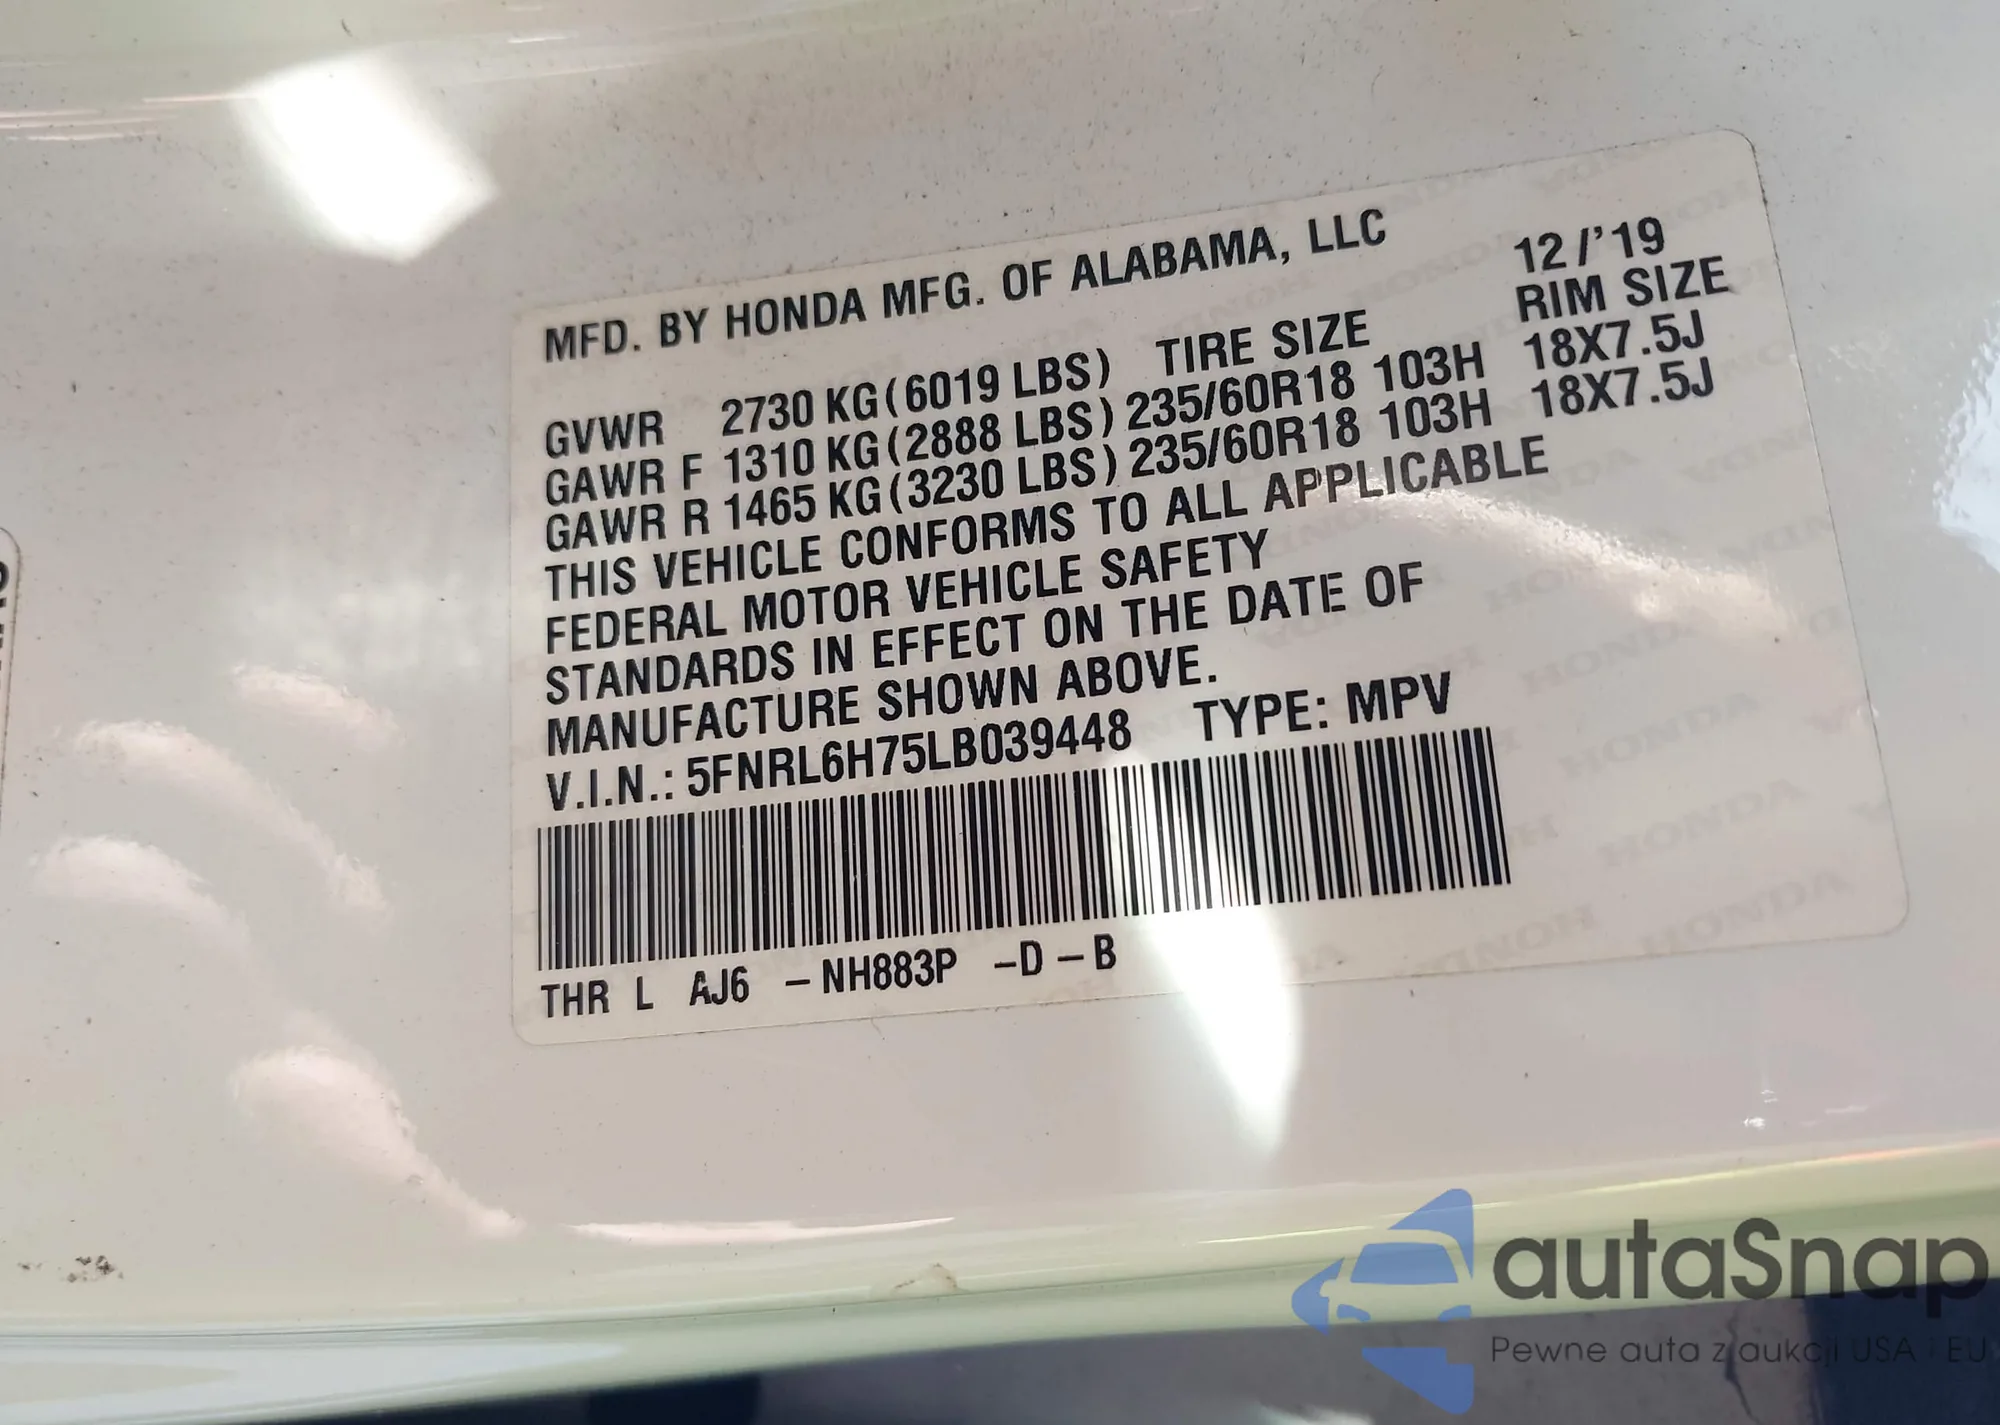 MFD. BY HONDA MFG. OF ALABAMA, LLC 12/'19
TIRE SIZE RIM SIZE
GVWR 2730 KG(6019 LBS)
GAWR F 1310 KG(2888 LBS) 235/60R18 103H 18X7.5J
GAWR R 1465 KG(3230 LBS) 235/60R18 103H 18X7.5J
THIS VEHICLE CONFORMS TO ALL APPLICABLE
FEDERAL MOTOR VEHICLE SAFETY
STANDARDS IN EFFECT ON THE DATE OF
MANUFACTURE SHOWN ABOVE.
V.I.N.: 5FNRL6H75LB039448 TYPE: MPV
THR L AJ6 –NH883P –D–B
autaSnap
Pewne auta z aukcji USA i EU